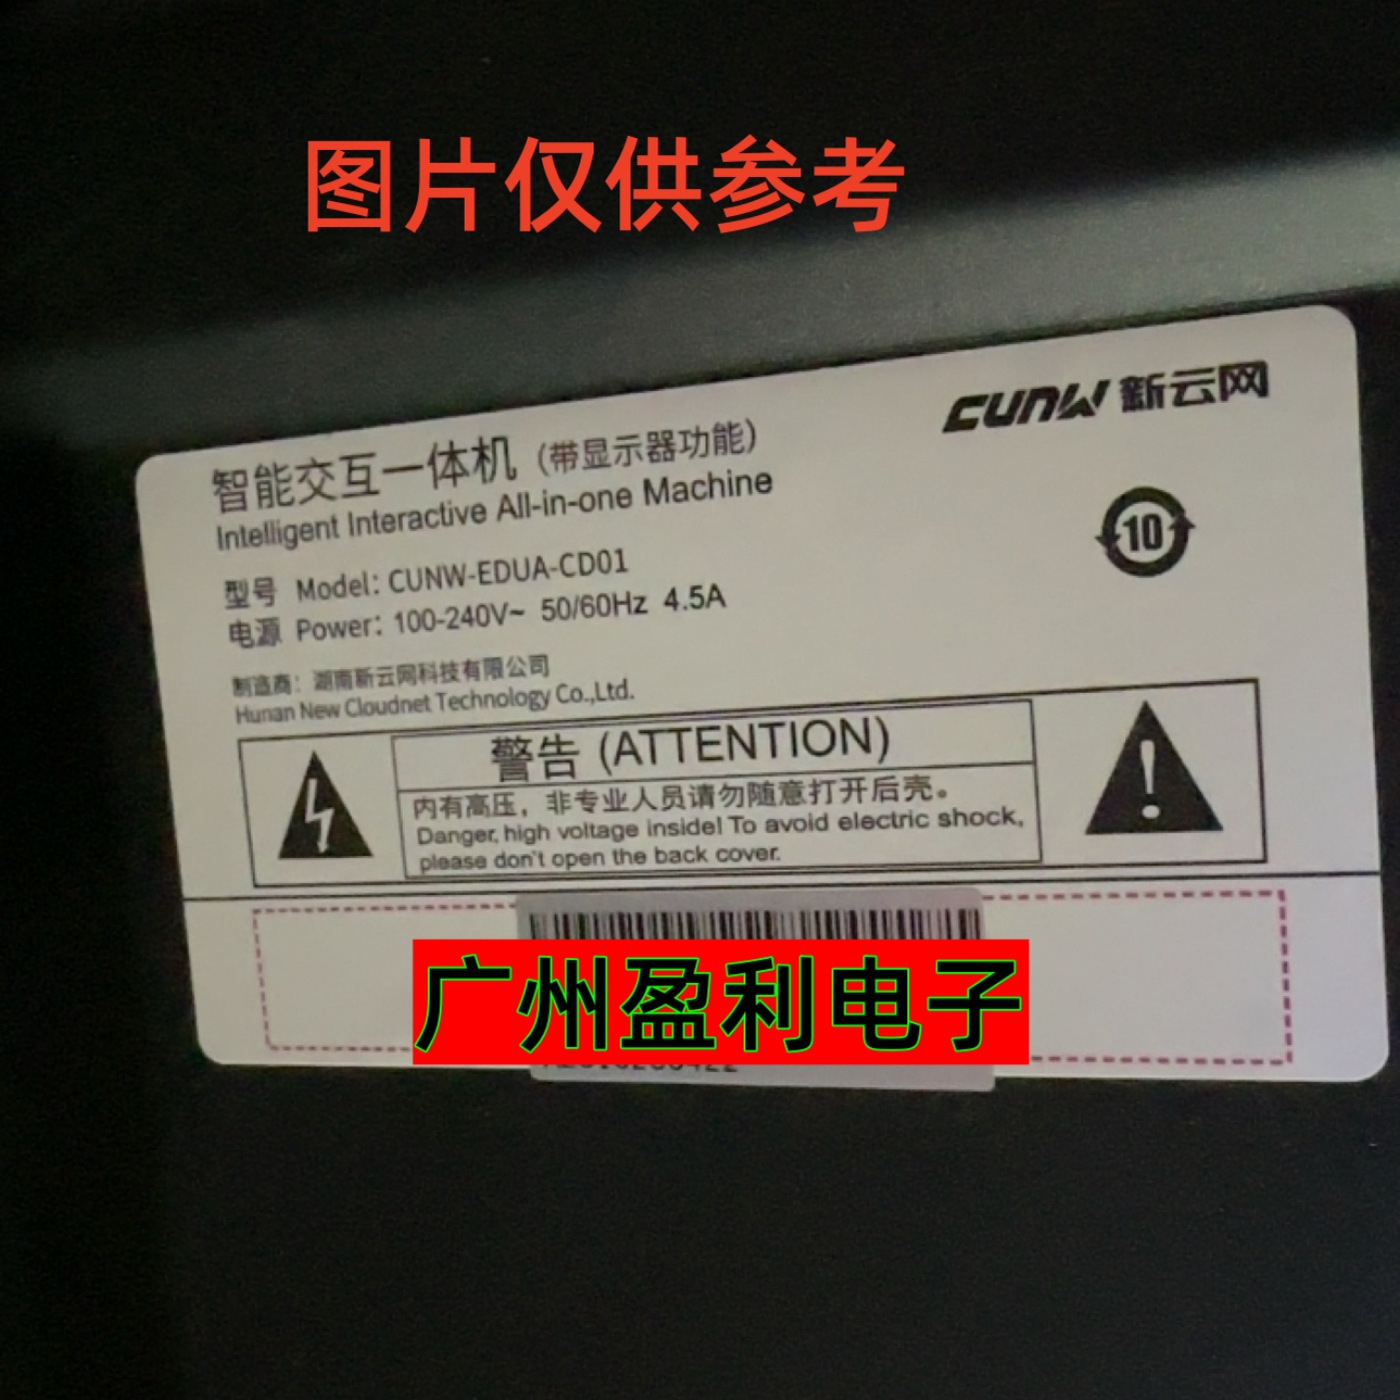 图片仅供参考
CUNW 新云网
智能交互一体机（带显示器功能）
Intelligent Interactive All-in-one Machine
10
型号 Model: CUNW-EDUA-CD01
电源 Power: 100-240V~ 50/60Hz 4.5A
制造商：湖南新云网科技有限公司
Hunan New Cloudnet Technology Co.,Ltd.
警告 (ATTENTION)
内有高压，非专业人员请勿随意打开后壳。
Danger, high voltage inside! To avoid electric shock,
please don't open the back cover.
广州盈利电子